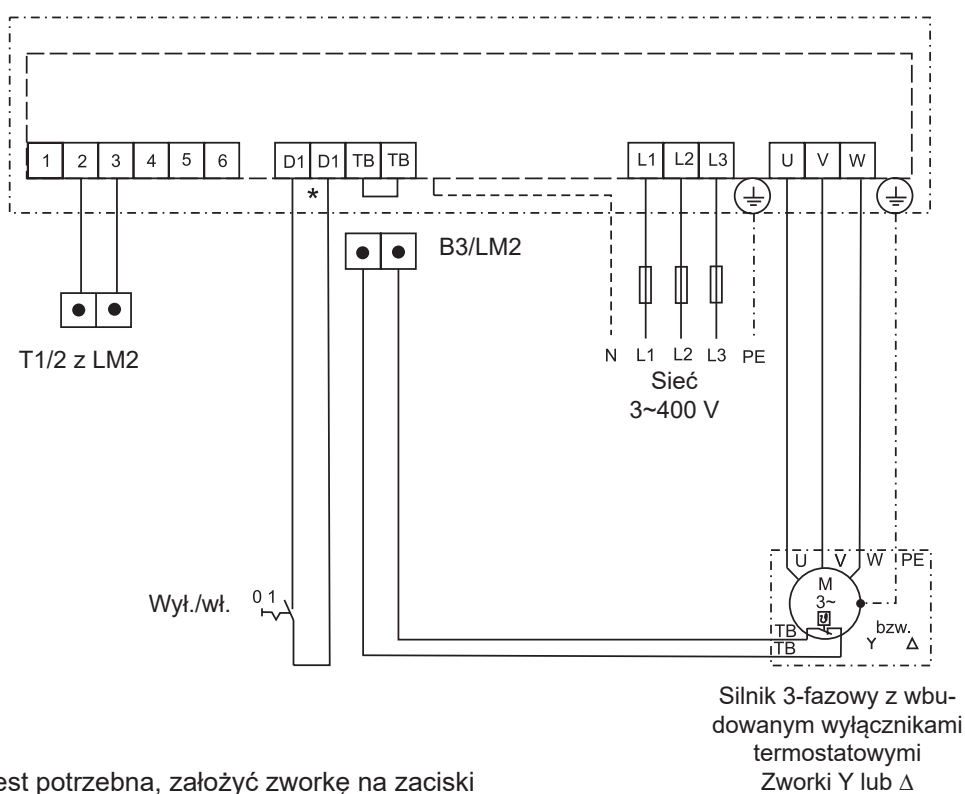 1 2 3 4 5 6 D1 D1 TB TB L1 L2 L3 U V W
*
B3/LM2
T1/2 z LM2
N L1 L2 L3 PE
Sieć
3~400 V
Wył./wł. 0 1
U V W PE
M
3~
TB
TB
bzw.
Y Δ
Silnik 3-fazowy z wbu-
dowanym wyłącznikami
termostatowymi
Zworki Y lub Δ
est potrzebna, założyć zworkę na zaciski